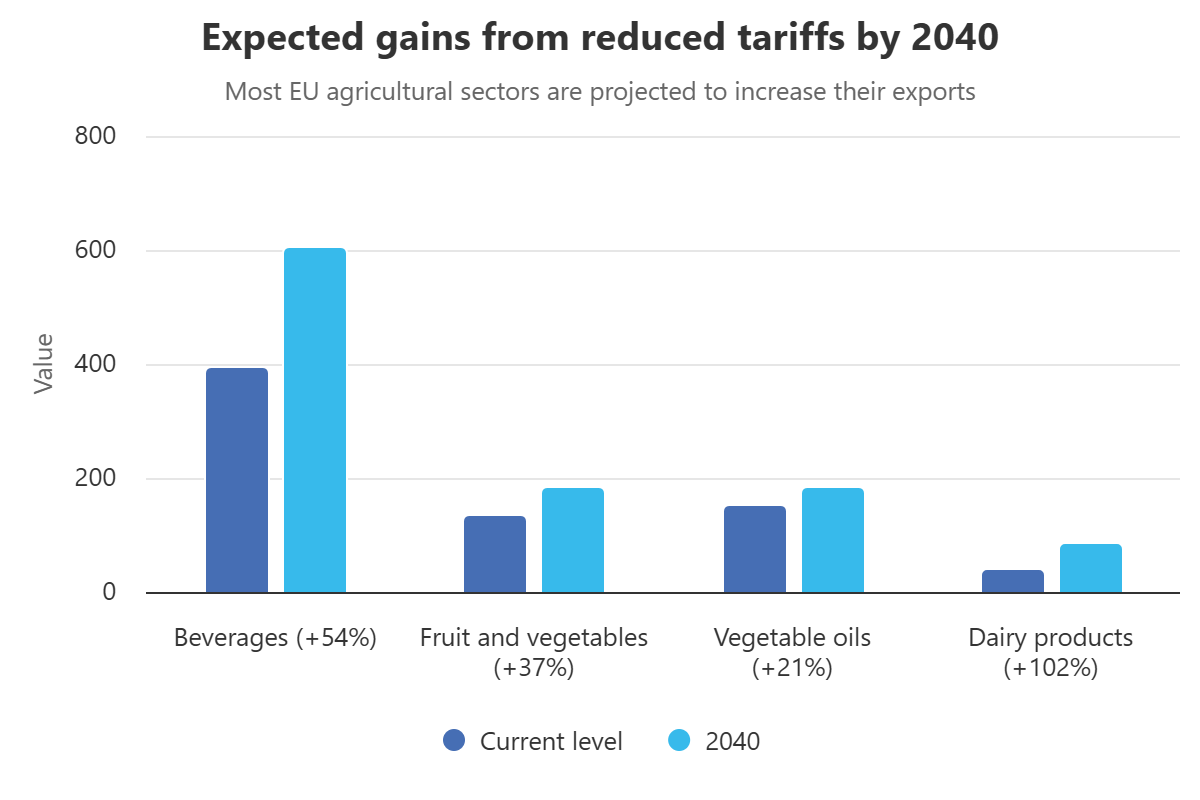 Expected gains from reduced tariffs by 2040
Most EU agricultural sectors are projected to increase their exports
800
600
400
200
0
Value
Beverages (+54%)
Fruit and vegetables
(+37%)
Vegetable oils
(+21%)
Dairy products
(+102%)
Current level
2040